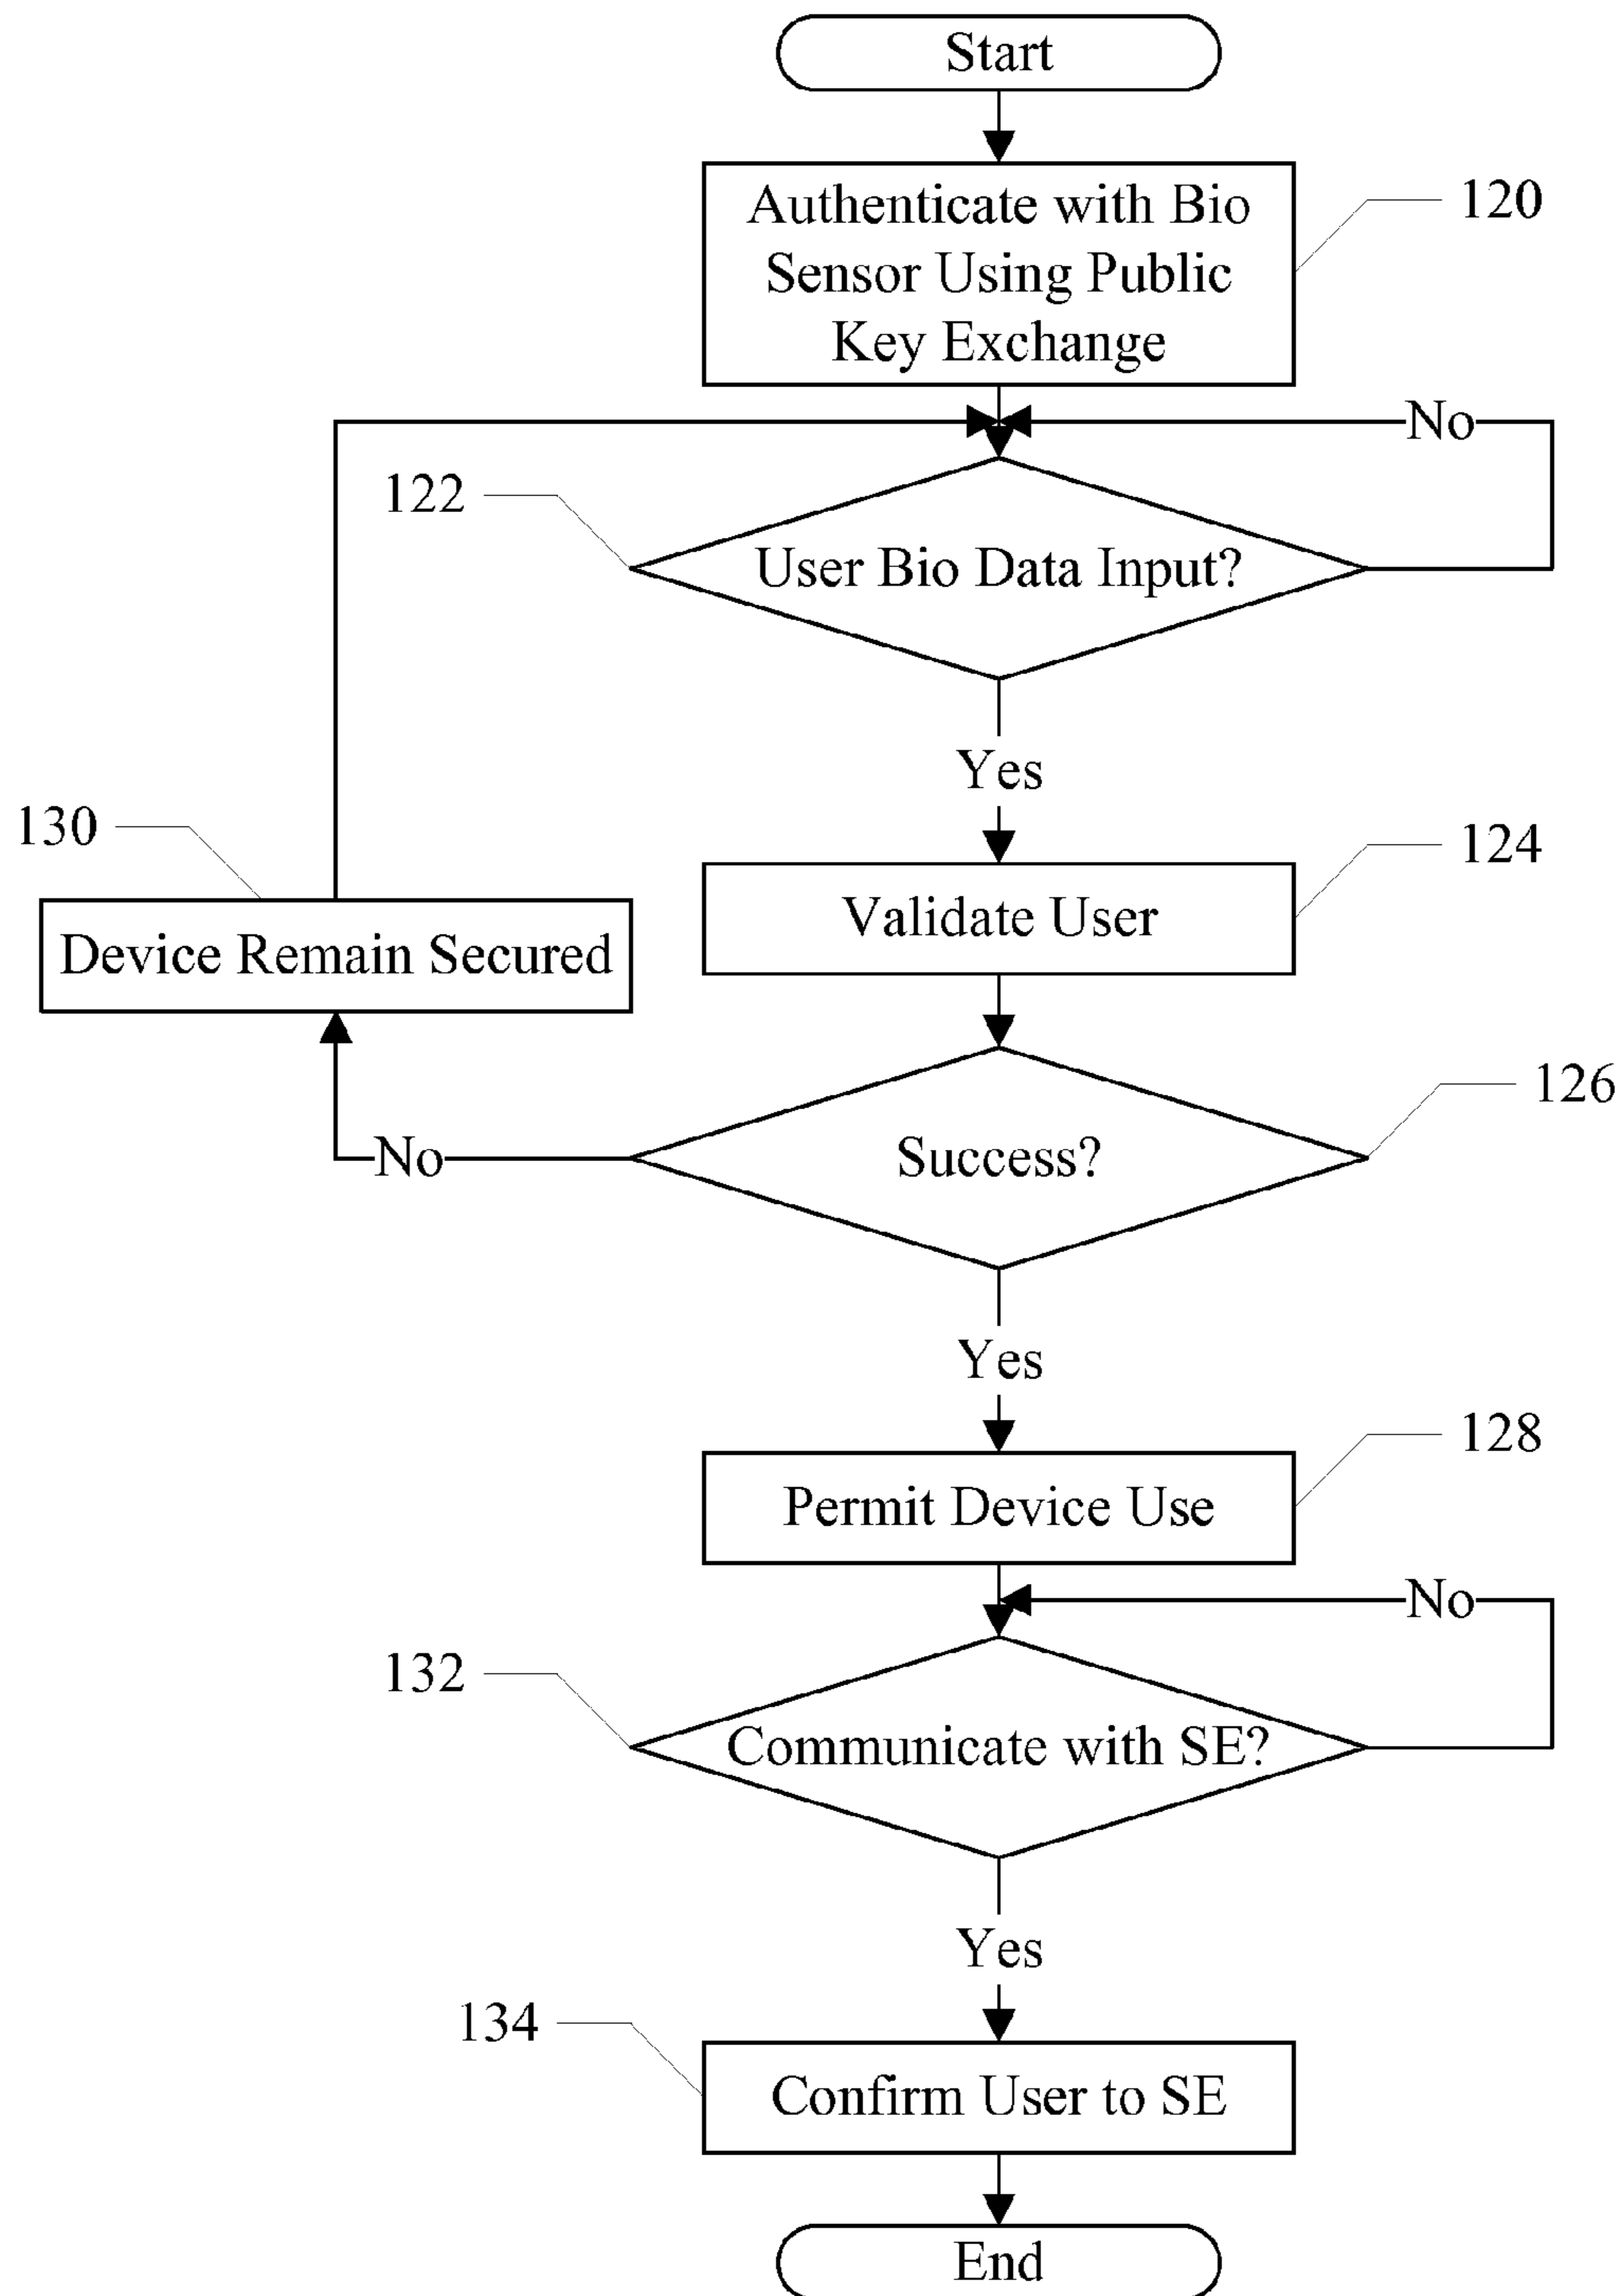 Start
Authenticate with Bio
Sensor Using Public
Key Exchange
120
No
122
User Bio Data Input?
Yes
130
124
Validate User
Device Remain Secured
126
Success?
No
Yes
128
Permit Device Use
No
132
Communicate with SE?
Yes
134
Confirm User to SE
End